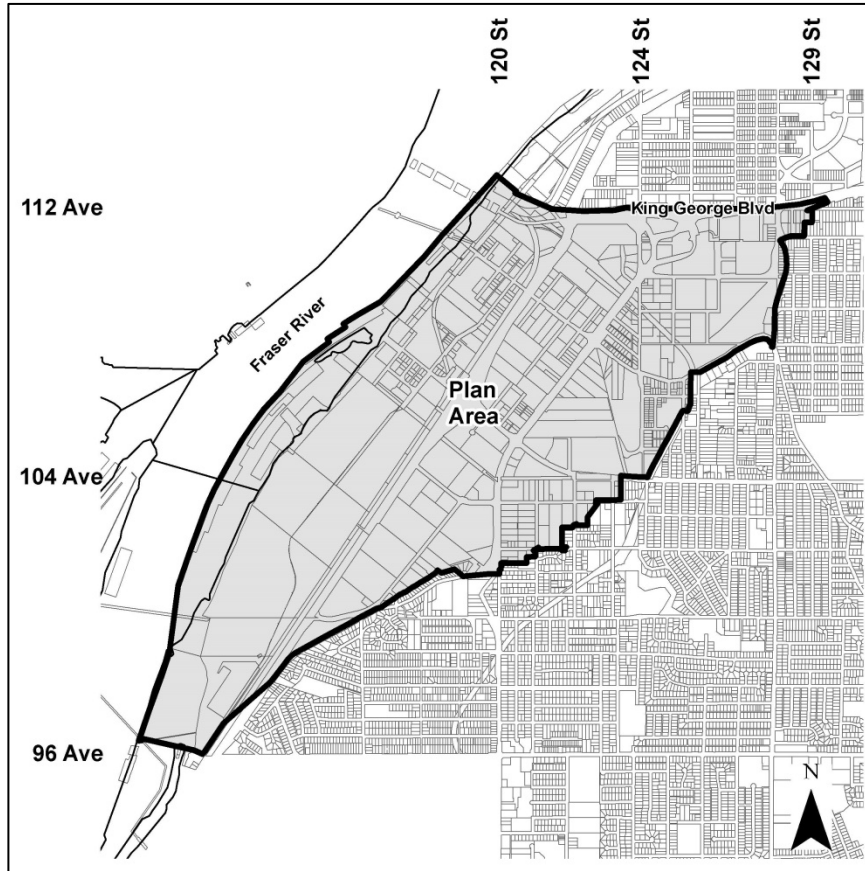 120 St
124 St
129 St
112 Ave
King George Blvd
Fraser River
Plan
Area
104 Ave
96 Ave
N